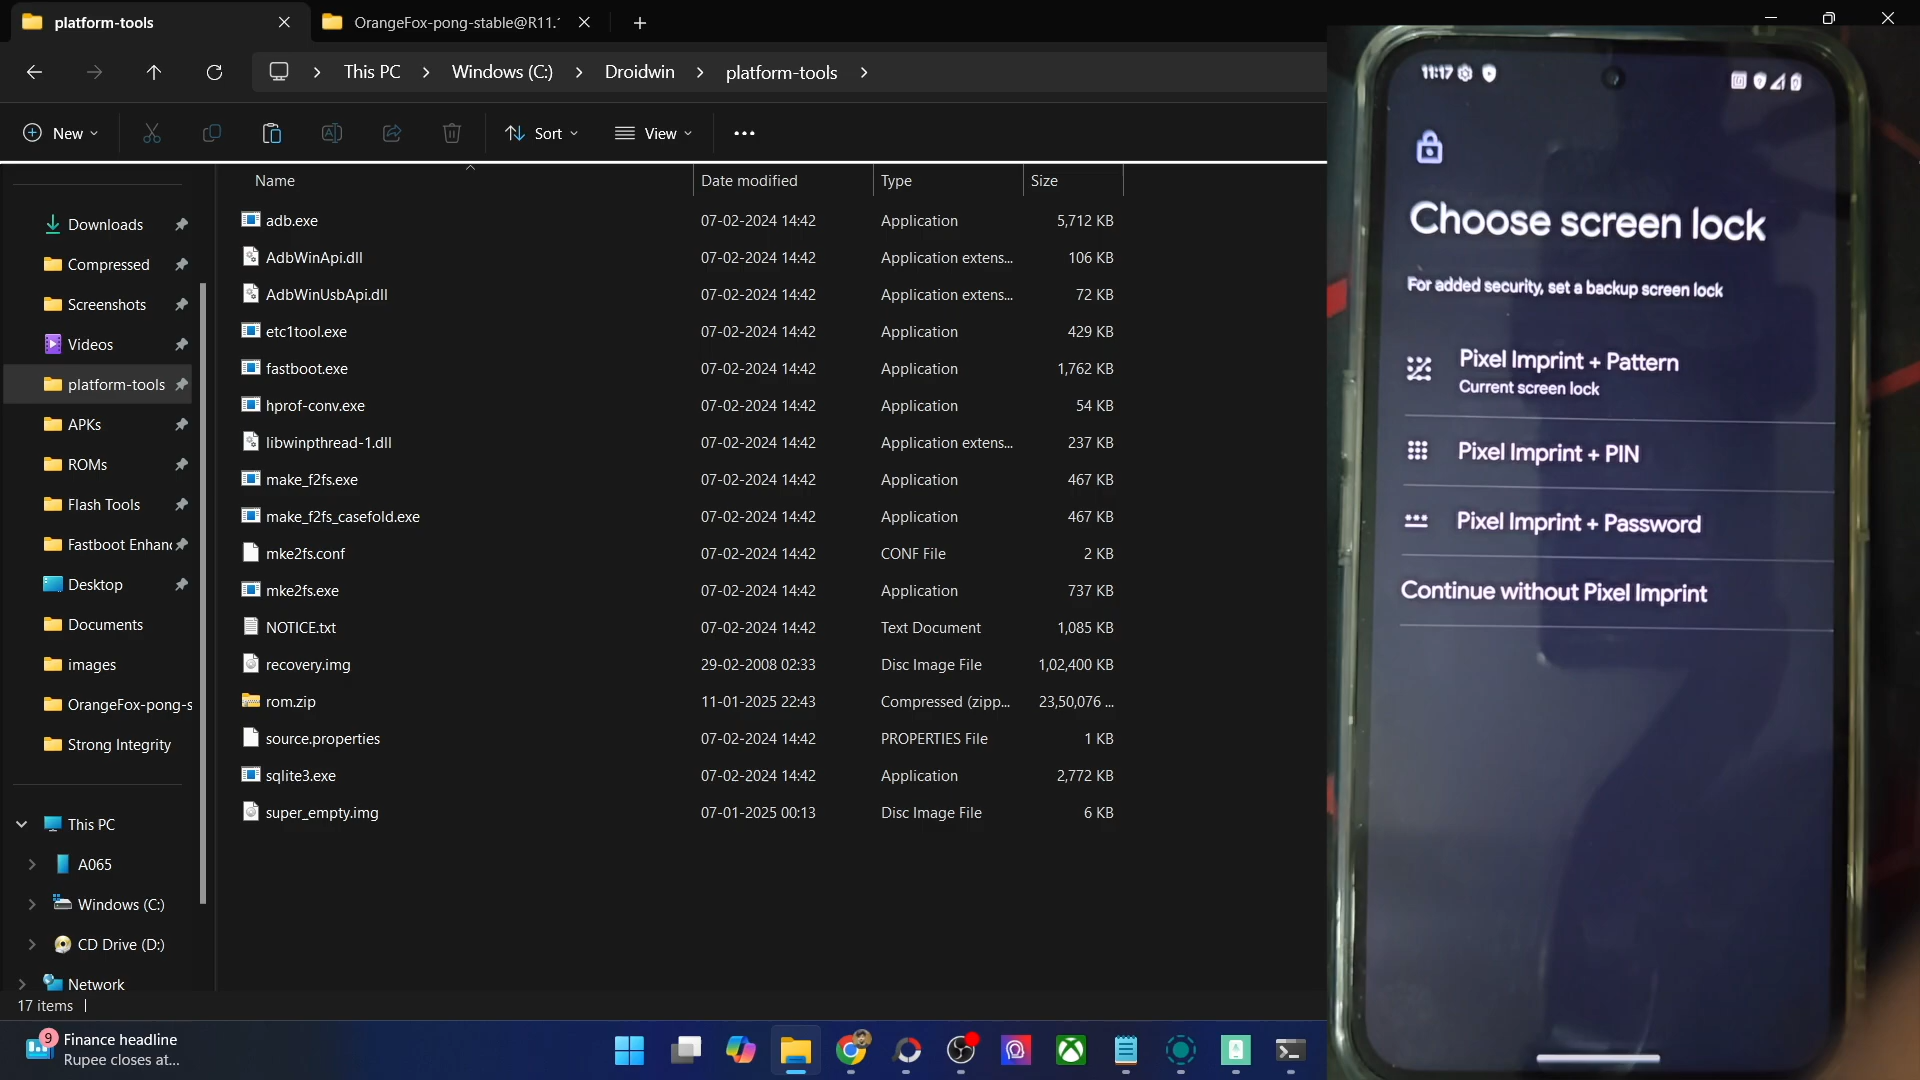 platform-tools
OrangeFox-pong-stable@R11.
This PC
Windows (C:)
Droidwin
platform-tools
New
Sort
View
Name
Date modified
Type
Size
Downloads
Compressed
Screenshots
Videos
platform-tools
APKs
ROMs
Flash Tools
Fastboot Enhanc
Desktop
Documents
images
OrangeFox-pong-s
Strong Integrity
This PC
A065
Windows (C:)
CD Drive (D:)
Network
adb.exe 07-02-2024 14:42 Application 5,712 KB
AdbWinApi.dll 07-02-2024 14:42 Application extens... 106 KB
AdbWinUsbApi.dll 07-02-2024 14:42 Application extens... 72 KB
etc1tool.exe 07-02-2024 14:42 Application 429 KB
fastboot.exe 07-02-2024 14:42 Application 1,762 KB
hprof-conv.exe 07-02-2024 14:42 Application 54 KB
libwinpthread-1.dll 07-02-2024 14:42 Application extens... 237 KB
make_f2fs.exe 07-02-2024 14:42 Application 467 KB
make_f2fs_casefold.exe 07-02-2024 14:42 Application 467 KB
mke2fs.conf 07-02-2024 14:42 CONF File 2 KB
mke2fs.exe 07-02-2024 14:42 Application 737 KB
NOTICE.txt 07-02-2024 14:42 Text Document 1,085 KB
recovery.img 29-02-2008 02:33 Disc Image File 1,02,400 KB
rom.zip 11-01-2025 22:43 Compressed (zipp... 23,50,076 ...
source.properties 07-02-2024 14:42 PROPERTIES File 1 KB
sqlite3.exe 07-02-2024 14:42 Application 2,772 KB
super_empty.img 07-01-2025 00:13 Disc Image File 6 KB
17 items
9
Finance headline
Rupee closes at...
11:17
Choose screen lock
For added security, set a backup screen lock
Pixel Imprint + Pattern
Current screen lock
Pixel Imprint + PIN
Pixel Imprint + Password
Continue without Pixel Imprint